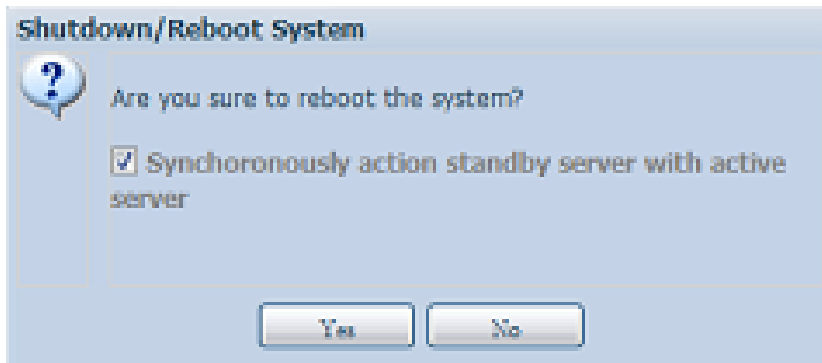 Shutdown/Reboot System
?
Are you sure to reboot the system?
Synchoronously action standby server with active
server
Yes No